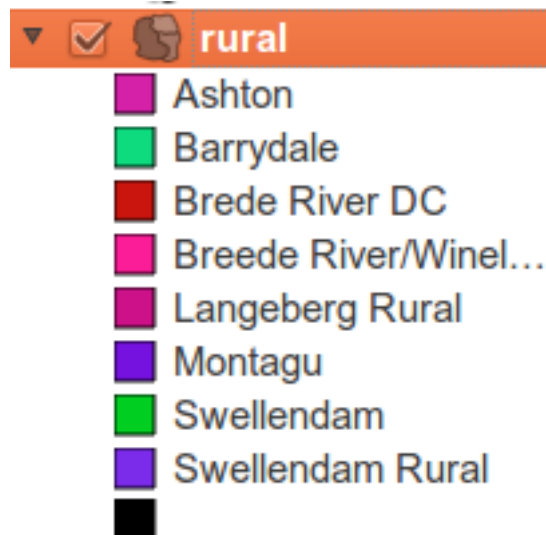 rural
Ashton
Barrydale
Brede River DC
Breede River/Winel...
Langeberg Rural
Montagu
Swellendam
Swellendam Rural